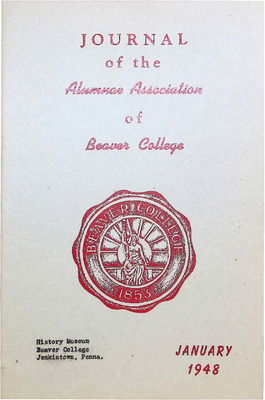 JOURNAL
of the
Alumnae Association
of
Beaver College
BEAVER COLLEGE
1853
History Museum
Beaver College
Jenkintown, Penna.
JANUARY
1948